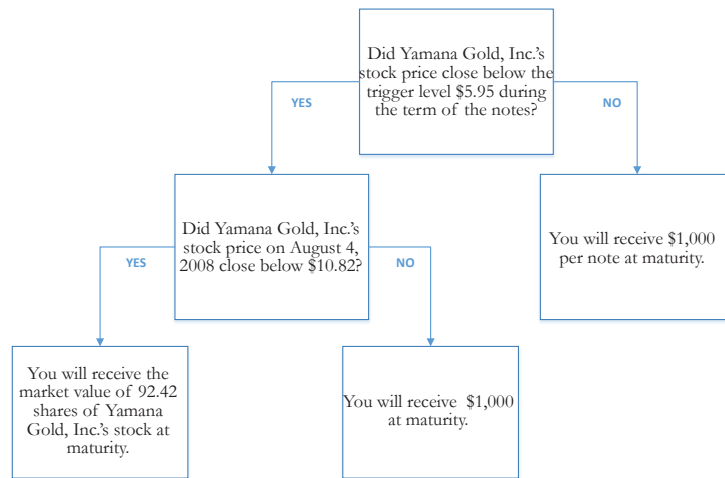 Did Yamana Gold, Inc.'s
stock price close below the
trigger level $5.95 during
the term of the notes?
YES
NO
Did Yamana Gold, Inc.'s
stock price on August 4,
2008 close below $10.82?
You will receive $1,000
per note at maturity.
YES
NO
You will receive the
market value of 92.42
shares of Yamana
Gold, Inc.'s stock at
maturity.
You will receive $1,000
at maturity.